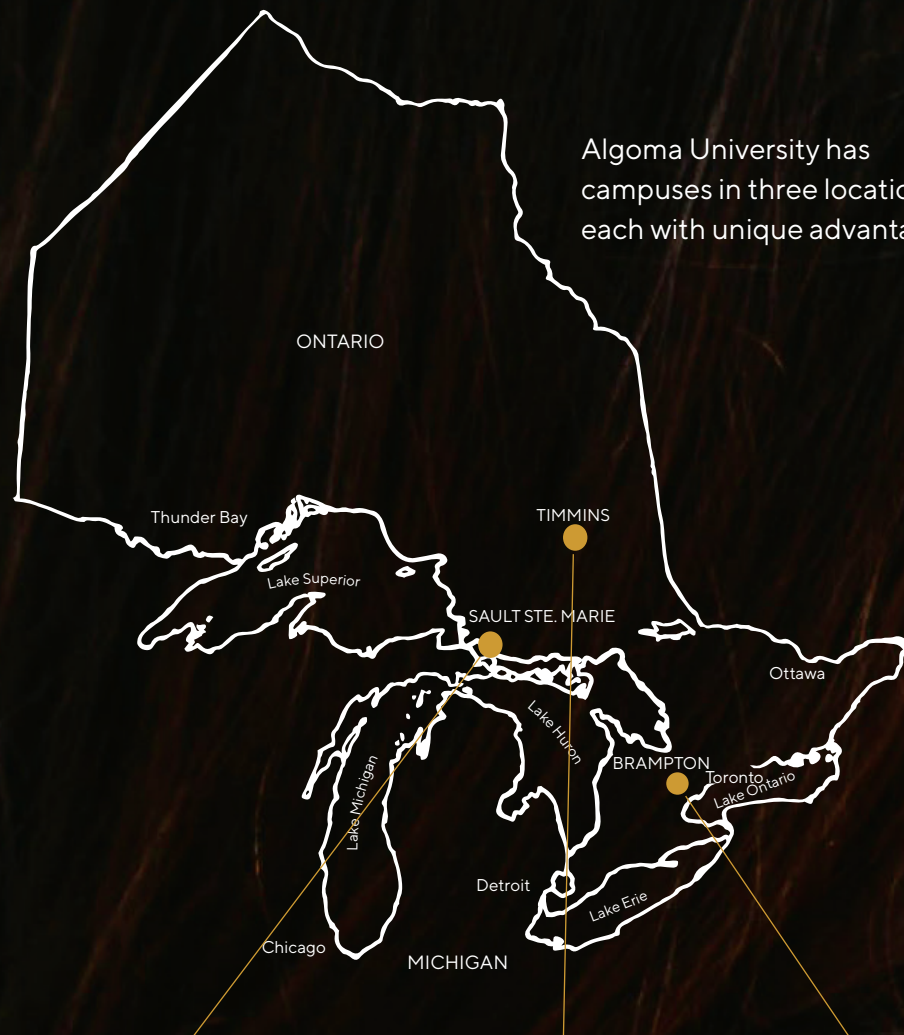 Algoma University has
campuses in three locatio
each with unique advanta
ONTARIO
Thunder Bay
TIMMINS
Lake Superior
SAULT STE. MARIE
Ottawa
Lake Huron
BRAMPTON
Toronto
Lake Ontario
Lake Michigan
Detroit
Lake Erie
Chicago
MICHIGAN